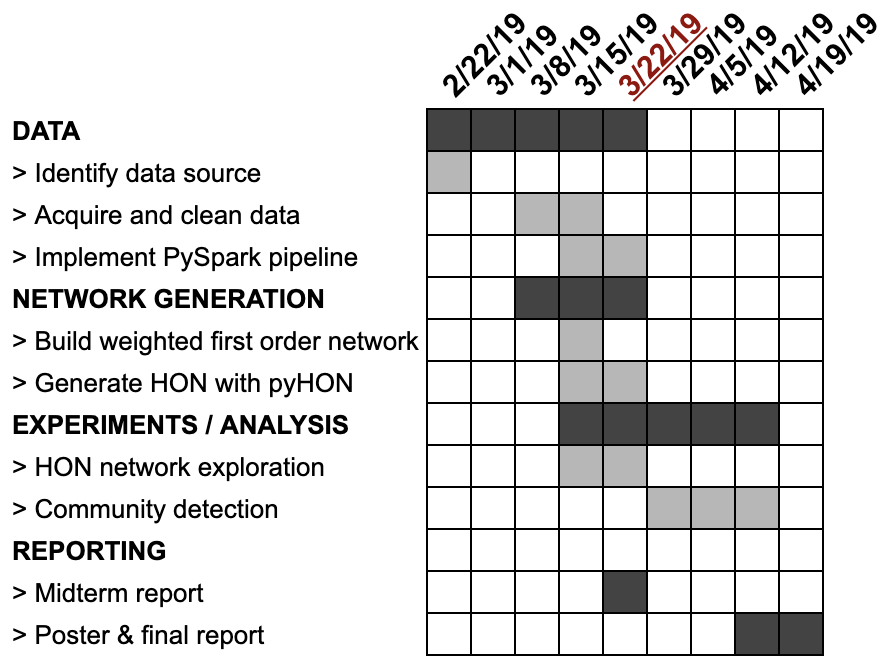 2/22/19
3/1/19
3/8/19
3/15/19
3/22/19
3/29/19
4/5/19
4/12/19
4/19/19
DATA
> Identify data source
> Acquire and clean data
> Implement PySpark pipeline
NETWORK GENERATION
> Build weighted first order network
> Generate HON with pyHON
EXPERIMENTS / ANALYSIS
> HON network exploration
> Community detection
REPORTING
> Midterm report
> Poster & final report